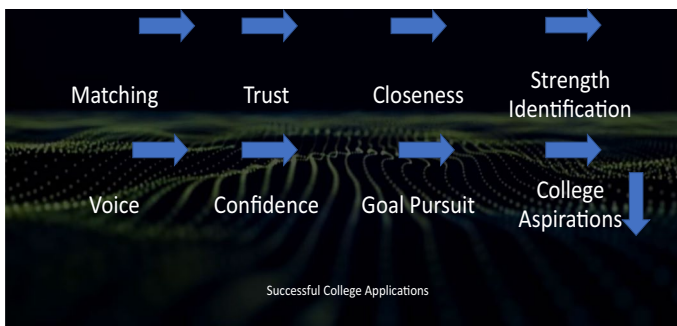 Matching Trust Closeness Strength
Identification
Voice Confidence Goal Pursuit College
Aspirations
Successful College Applications